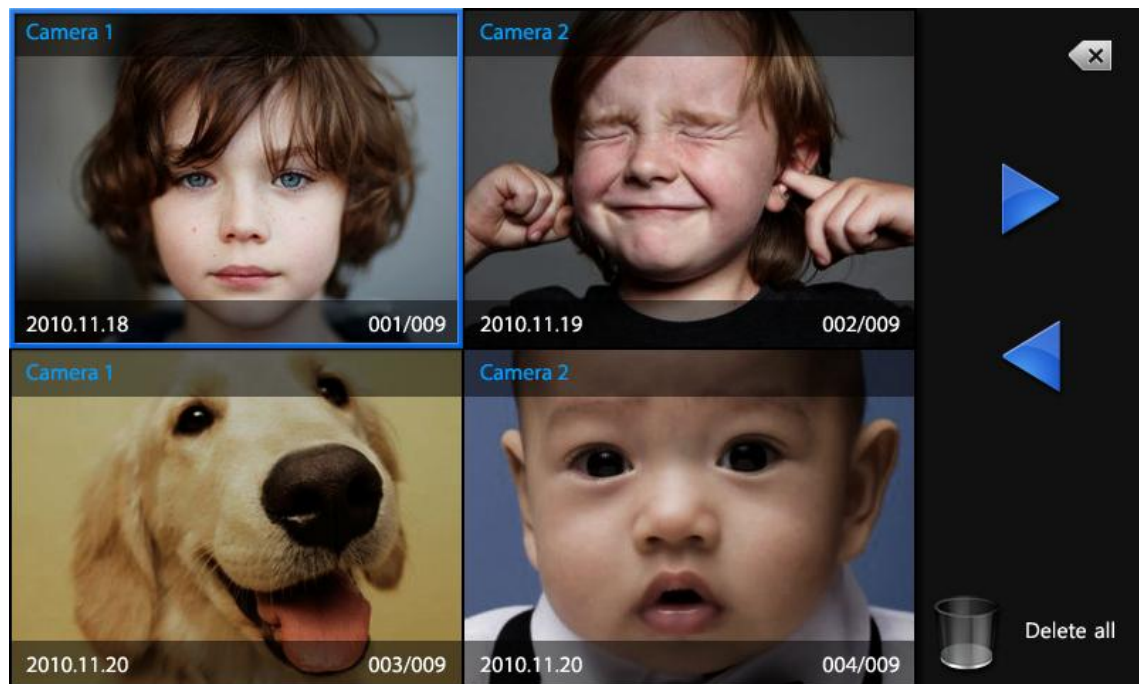 Camera 1
Camera 2
2010.11.18 001/009
2010.11.19 002/009
Camera 1
Camera 2
2010.11.20 003/009
2010.11.20 004/009
Delete all